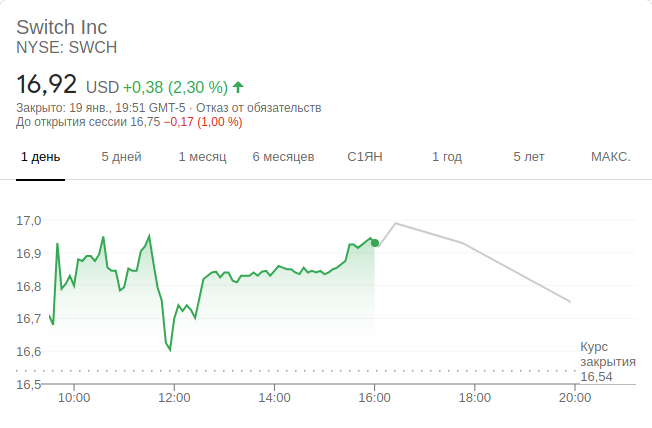 Switch Inc
NYSE: SWCH
16,92 USD +0,38 (2,30 %)
Закрыто: 19 янв., 19:51 GMT-5 · Отказ от обязательств
До открытия сессии 16,75 −0,17 (1,00 %)
1 день 5 дней 1 месяц 6 месяцев С1ЯН 1 год 5 лет МАКС.
17,0
16,9
16,8
16,7
16,6
16,5
Курс
закрытия
16,54
10:00 12:00 14:00 16:00 18:00 20:00